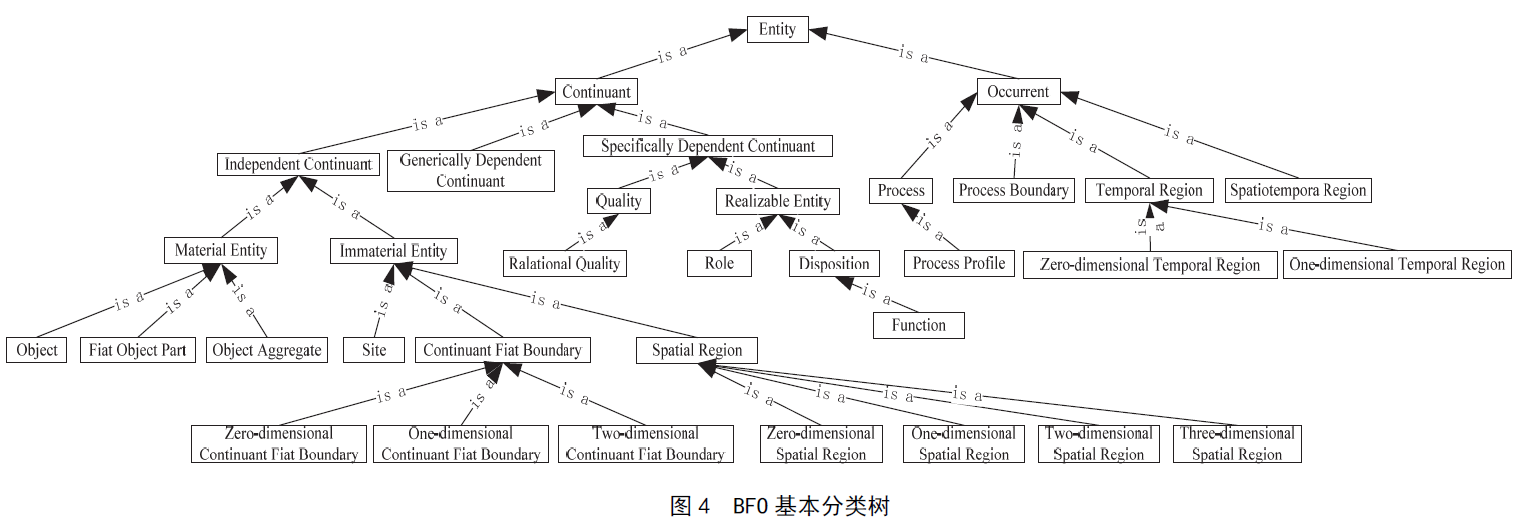 Entity
is a
is a
Continuant
Occurrent
is a
is a
is a
is a
is a
is a
is a
Independent Continuant
Generically Dependent
Continuant
Specifically Dependent Continuant
Process
Process Boundary
Temporal Region
Spatiotempora Region
is a
is a
is a
is a
Quality
Realizable Entity
is a
is a
is a
Material Entity
Immaterial Entity
is a
is a
is a
Ralational Quality
Role
Disposition
Process Profile
Zero-dimensional Temporal Region
One-dimensional Temporal Region
is a
is a
is a
is a
is a
is a
is a
Function
Object
Fiat Object Part
Object Aggregate
Site
Continuant Fiat Boundary
Spatial Region
is a
is a
is a
is a
is a
is a
is a
Zero-dimensional
Continuant Fiat Boundary
One-dimensional
Continuant Fiat Boundary
Two-dimensional
Continuant Fiat Boundary
Zero-dimensional
Spatial Region
One-dimensional
Spatial Region
Two-dimensional
Spatial Region
Three-dimensional
Spatial Region
图 4 BFO 基本分类树